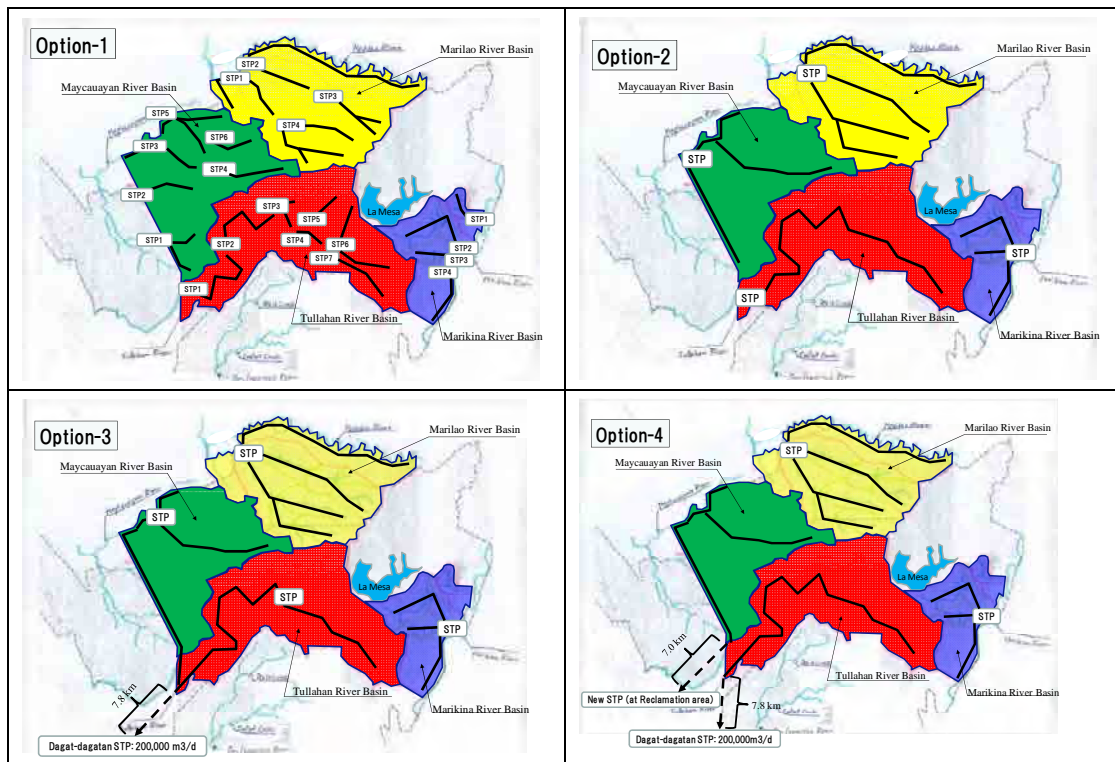 Option-1
Marilao River Basin
STP2
STP1
Maycauayan River Basin
STP3
STP5
STP6
STP4
STP3
STP4
STP2
La Mesa
STP3
STP5
STP1
STP1
STP2
STP4
STP6
STP2
STP7
STP3
STP4
STP1
Tullahan River Basin
Marikina River Basin
Option-2
Marilao River Basin
STP
Maycauayan River Basin
STP
La Mesa
STP
STP
Tullahan River Basin
Marikina River Basin
Option-3
Marilao River Basin
STP
Maycauayan River Basin
STP
La Mesa
STP
STP
7.8 km
Tullahan River Basin
Marikina River Basin
Dagat-dagatan STP: 200,000 m3/d
Option-4
Marilao River Basin
STP
Maycauayan River Basin
La Mesa
STP
7.0 km
Tullahan River Basin
Marikina River Basin
New STP (at Reclamation area)
7.8 km
Dagat-dagatan STP: 200,000m3/d